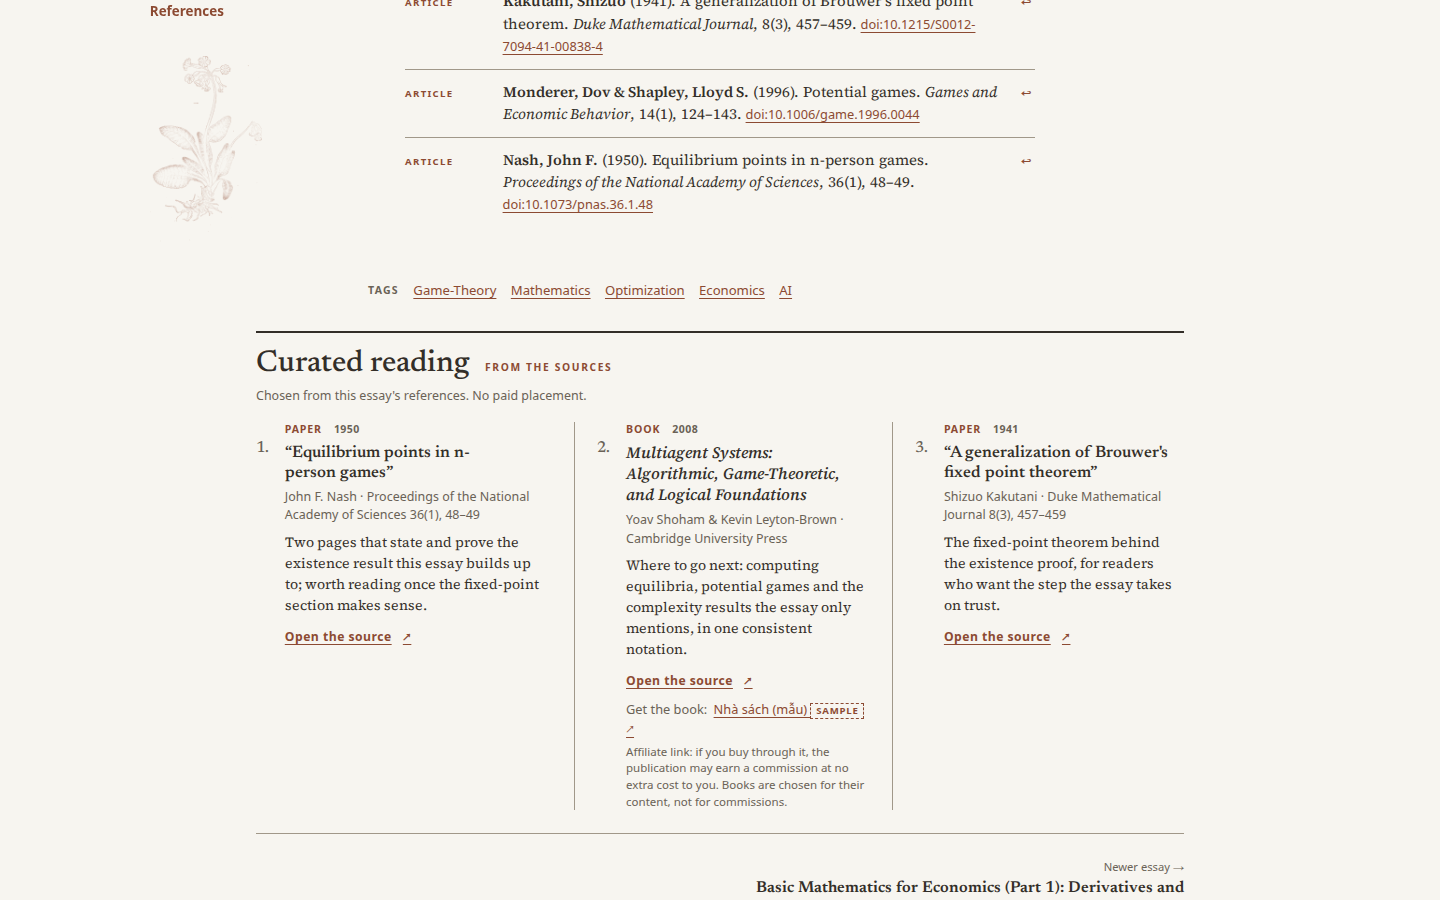 References
ARTICLE
Kakutani, Shizuo (1941). A generalization of Brouwer's fixed point
theorem. Duke Mathematical Journal, 8(3), 457–459. doi:10.1215/S0012-
7094-41-00838-4
↩
ARTICLE
Monderer, Dov & Shapley, Lloyd S. (1996). Potential games. Games and
Economic Behavior, 14(1), 124–143. doi:10.1006/game.1996.0044
↩
ARTICLE
Nash, John F. (1950). Equilibrium points in n-person games.
Proceedings of the National Academy of Sciences, 36(1), 48–49.
doi:10.1073/pnas.36.1.48
↩
TAGS Game-Theory Mathematics Optimization Economics AI
Curated reading FROM THE SOURCES
Chosen from this essay's references. No paid placement.
1.
PAPER 1950
“Equilibrium points in n-
person games”
John F. Nash · Proceedings of the National
Academy of Sciences 36(1), 48–49
Two pages that state and prove the
existence result this essay builds up
to; worth reading once the fixed-point
section makes sense.
Open the source ↗
2.
BOOK 2008
Multiagent Systems:
Algorithmic, Game-Theoretic,
and Logical Foundations
Yoav Shoham & Kevin Leyton-Brown ·
Cambridge University Press
Where to go next: computing
equilibria, potential games and the
complexity results the essay only
mentions, in one consistent
notation.
Open the source ↗
Get the book: Nhà sách (mẫu) SAMPLE
↗
Affiliate link: if you buy through it, the
publication may earn a commission at no
extra cost to you. Books are chosen for their
content, not for commissions.
3.
PAPER 1941
“A generalization of Brouwer's
fixed point theorem”
Shizuo Kakutani · Duke Mathematical
Journal 8(3), 457–459
The fixed-point theorem behind
the existence proof, for readers
who want the step the essay takes
on trust.
Open the source ↗
Newer essay →
Basic Mathematics for Economics (Part 1): Derivatives and